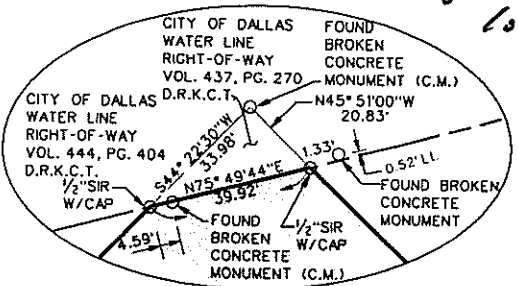 CITY OF DALLAS
WATER LINE
RIGHT-OF-WAY
VOL. 437, PG. 270
D.R.K.C.T.
FOUND
BROKEN
CONCRETE
MONUMENT (C.M.)
CITY OF DALLAS
WATER LINE
RIGHT-OF-WAY
VOL. 444, PG. 404
D.R.K.C.T.
1/2"SIR
W/CAP
N45° 51'00"W
20.83'
S44° 22'30"W
33.98'
N75° 49'44"E
39.92'
1.33'
0.52' Lt.
FOUND BROKEN
CONCRETE
MONUMENT
1/2"SIR
W/CAP
4.59'
FOUND
BROKEN
CONCRETE
MONUMENT (C.M.)